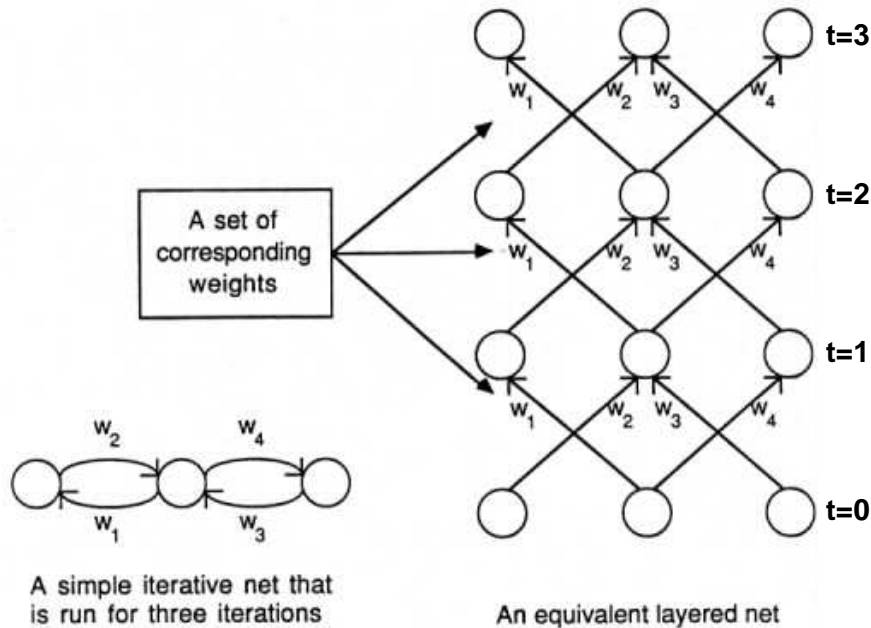 t=3
w1
w2
w3
w4
t=2
A set of
corresponding
weights
w1
w2
w3
w4
t=1
w1
w2
w3
w4
w2
w4
t=0
w1
w3
A simple iterative net that
is run for three iterations
An equivalent layered net